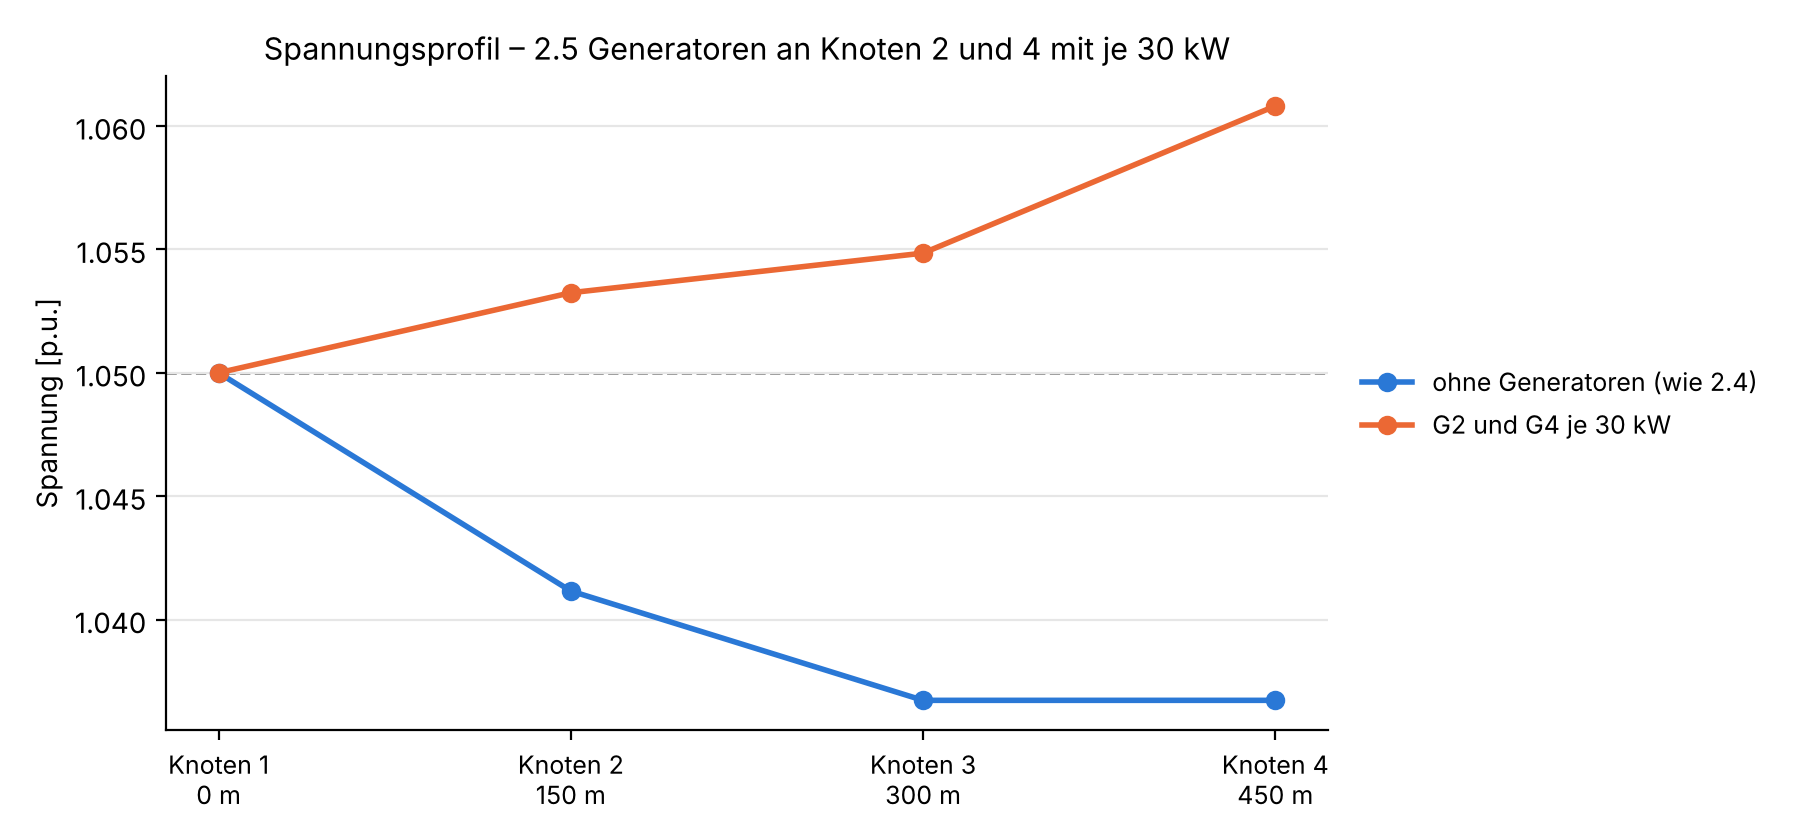 Spannungsprofil – 2.5 Generatoren an Knoten 2 und 4 mit je 30 kW
Spannung [p.u.]
1.060
1.055
1.050
1.045
1.040
Knoten 1
0 m
Knoten 2
150 m
Knoten 3
300 m
Knoten 4
450 m
ohne Generatoren (wie 2.4)
G2 und G4 je 30 kW